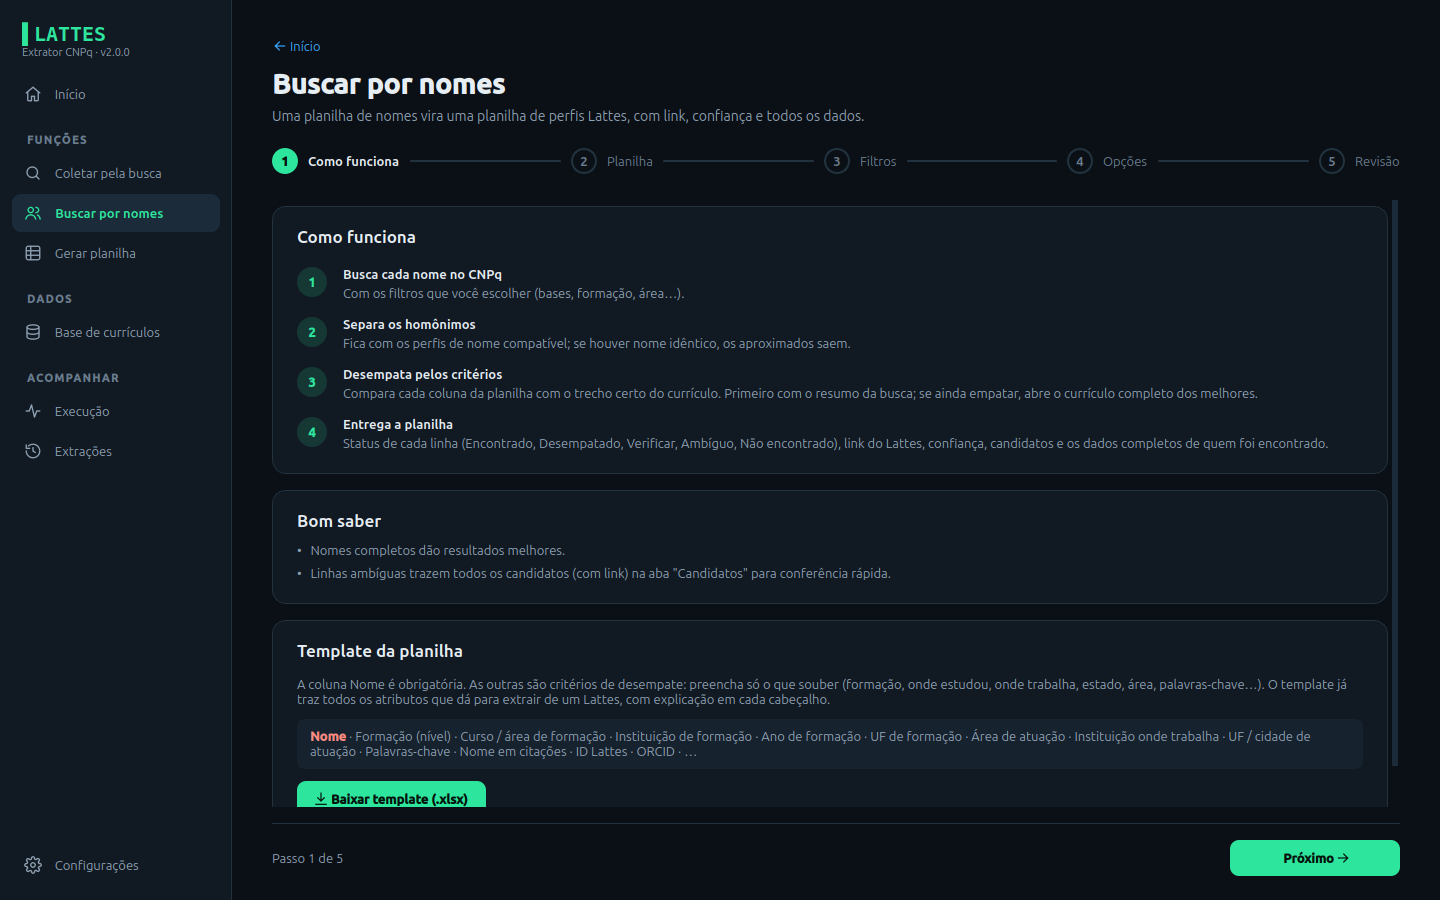 LATTES
Extrator CNPq · v2.0.0
Início
FUNÇÕES
Coletar pela busca
Buscar por nomes
Gerar planilha
DADOS
Base de currículos
ACOMPANHAR
Execução
Extrações
Configurações
← Início
Buscar por nomes
Uma planilha de nomes vira uma planilha de perfis Lattes, com link, confiança e todos os dados.
1 Como funciona
2 Planilha
3 Filtros
4 Opções
5 Revisão
Como funciona
1
Busca cada nome no CNPq
Com os filtros que você escolher (bases, formação, área…).
2
Separa os homônimos
Fica com os perfis de nome compatível; se houver nome idêntico, os aproximados saem.
3
Desempata pelos critérios
Compara cada coluna da planilha com o trecho certo do currículo. Primeiro com o resumo da busca; se ainda empatar, abre o currículo completo dos melhores.
4
Entrega a planilha
Status de cada linha (Encontrado, Desempatado, Verificar, Ambíguo, Não encontrado), link do Lattes, confiança, candidatos e os dados completos de quem foi encontrado.
Bom saber
• Nomes completos dão resultados melhores.
• Linhas ambíguas trazem todos os candidatos (com link) na aba "Candidatos" para conferência rápida.
Template da planilha
A coluna Nome é obrigatória. As outras são critérios de desempate: preencha só o que souber (formação, onde estudou, onde trabalha, estado, área, palavras-chave…). O template já
traz todos os atributos que dá para extrair de um Lattes, com explicação em cada cabeçalho.
Nome · Formação (nível) · Curso / área de formação · Instituição de formação · Ano de formação · UF de formação · Área de atuação · Instituição onde trabalha · UF / cidade de
atuação · Palavras-chave · Nome em citações · ID Lattes · ORCID · …
Baixar template (.xlsx)
Passo 1 de 5
Próximo →